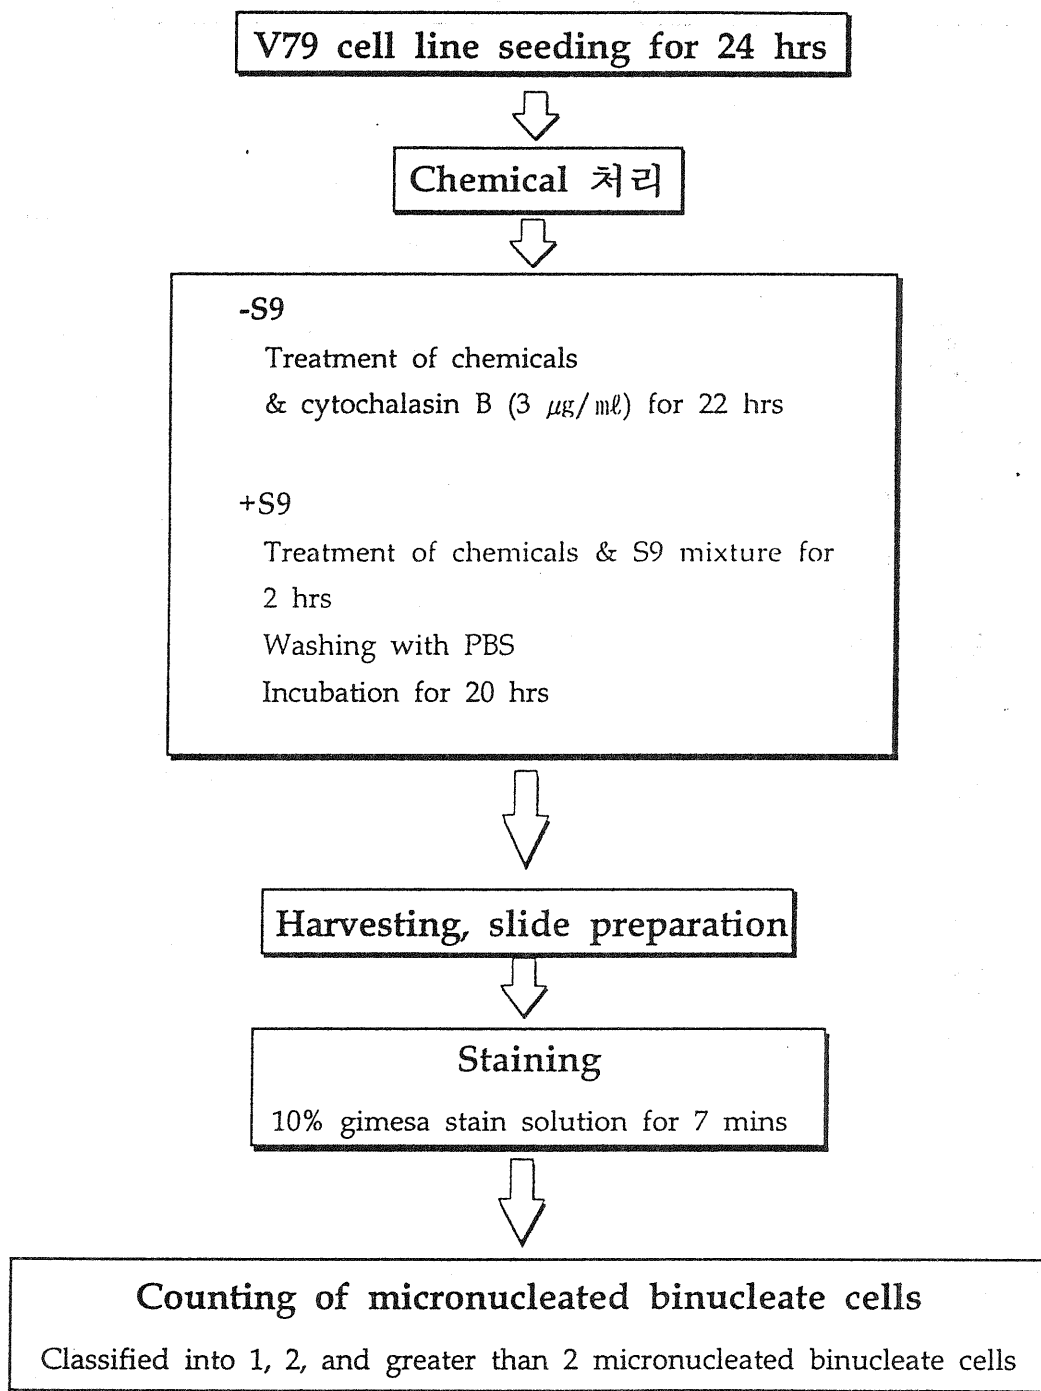 V79 cell line seeding for 24 hrs
Chemical 처리
-S9
Treatment of chemicals
& cytochalasin B (3 ㎍/㎖) for 22 hrs
+S9
Treatment of chemicals & S9 mixture for
2 hrs
Washing with PBS
Incubation for 20 hrs
Harvesting, slide preparation
Staining
10% gimesa stain solution for 7 mins
Counting of micronucleated binucleate cells
Classified into 1, 2, and greater than 2 micronucleated binucleate cells